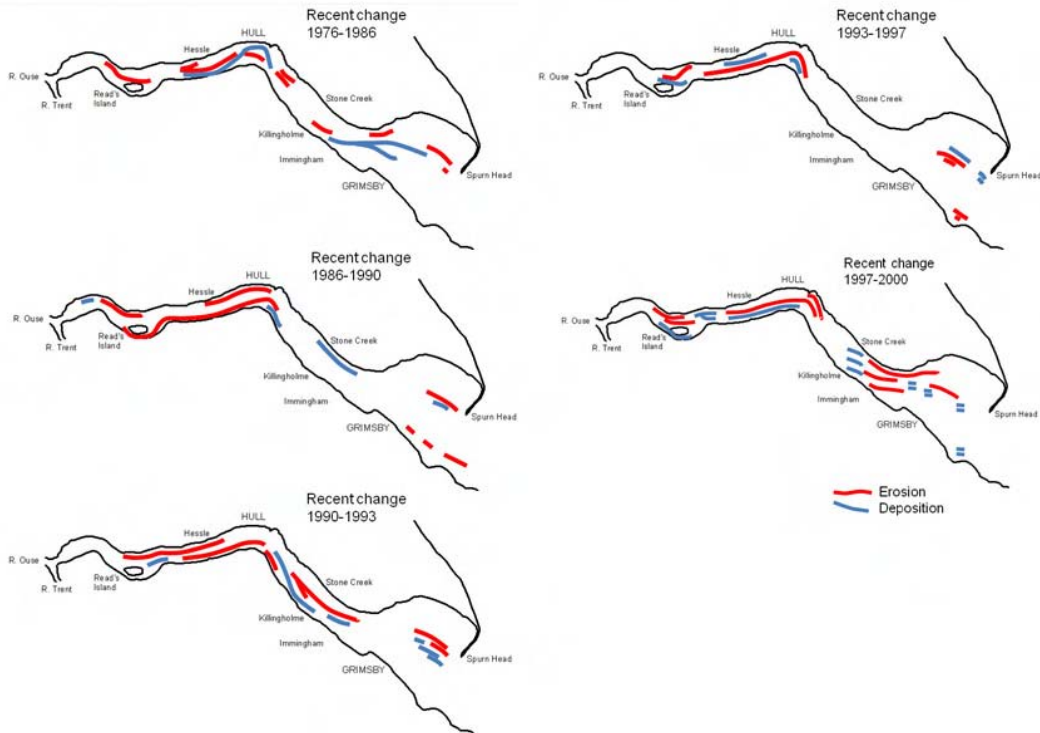 Recent change
1976-1986
HULL
Hessle
R. Ouse
R. Trent
Read's
Island
Stone Creek
Killingholme
Immingham
Spurn Head
GRIMSBY
Recent change
1993-1997
HULL
Hessle
R. Ouse
R. Trent
Read's
Island
Stone Creek
Killingholme
Immingham
Spurn Head
GRIMSBY
Recent change
1986-1990
HULL
Hessle
R. Ouse
R. Trent
Read's
Island
Stone Creek
Killingholme
Immingham
Spurn Head
GRIMSBY
Recent change
1997-2000
HULL
Hessle
R. Ouse
R. Trent
Read's
Island
Stone Creek
Killingholme
Immingham
Spurn Head
GRIMSBY
Erosion
Deposition
Recent change
1990-1993
HULL
Hessle
R. Ouse
R. Trent
Read's
Island
Stone Creek
Killingholme
Immingham
Spurn Head
GRIMSBY